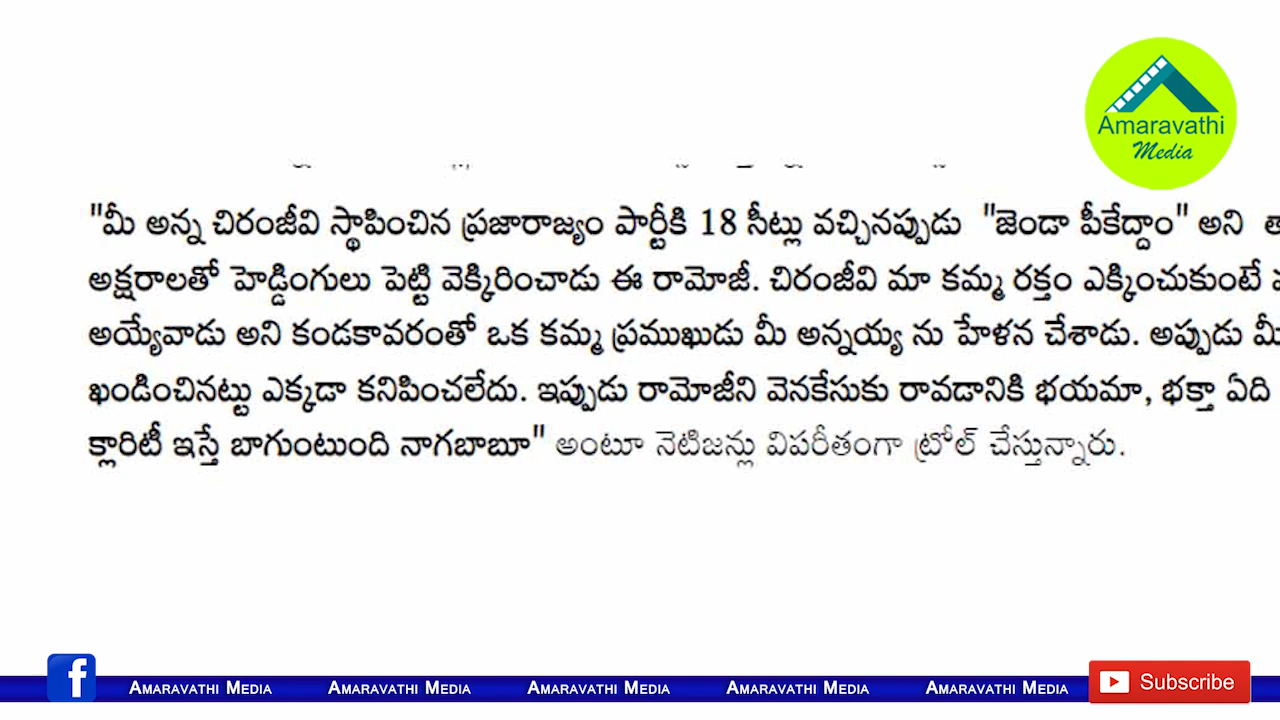 Amaravathi
Media
"మీ అన్న చిరంజీవి స్థాపించిన ప్రజారాజ్యం పార్టీకి 18 సీట్లు వచ్చినప్పుడు "జెండా పీకేద్దాం" అని
అక్షరాలతో హెడ్డింగులు పెట్టి వెక్కిరించాడు ఈ రామోజీ. చిరంజీవి మా కమ్మ రక్తం ఎక్కించుకుంటే
అయ్యేవాడు అని కండకావరంతో ఒక కమ్మ ప్రముఖుడు మీ అన్నయ్య ను హేళన చేశాడు. అప్పుడు మీ
ఖండించినట్టు ఎక్కడా కనిపించలేదు. ఇప్పుడు రామోజీని వెనకేసుకు రావడానికి భయమా, భక్తా ఏది
క్లారిటీ ఇస్తే బాగుంటుంది నాగబాబూ" అంటూ నెటిజన్లు విపరీతంగా ట్రోల్ చేస్తున్నారు.
f Amaravathi Media Amaravathi Media Amaravathi Media Amaravathi Media Amaravathi Media Subscribe